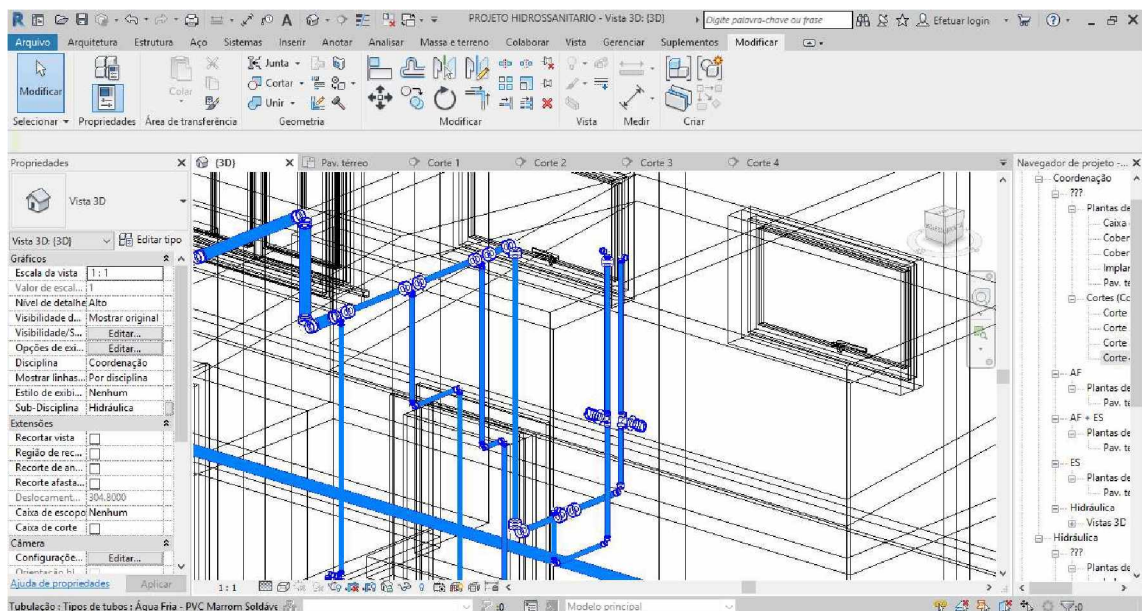 PROJETO HIDROSSANITARIO - Vista 3D: {3D}
Digite palavra-chave ou frase
Efetuar login
Arquivo Arquitetura Estrutura Aço Sistemas Inserir Anotar Analisar Massa e terreno Colaborar Vista Gerenciar Suplementos Modificar
Modificar
Colar
Junta
Cortar
Unir
Selecionar Propriedades Área de transferência Geometria Modificar Vista Medir Criar
Propriedades
{3D} Pav. térreo Corte 1 Corte 2 Corte 3 Corte 4
Navegador de projeto -...
Vista 3D
Vista 3D: {3D} Editar tipo
Gráficos
Escala da vista 1 : 1
Valor de escal... 1
Nível de detalhe Alto
Visibilidade d... Mostrar original
Visibilidade/S... Editar...
Opções de exi... Editar...
Disciplina Coordenação
Mostrar linhas... Por disciplina
Estilo de exibi... Nenhum
Sub-Disciplina Hidráulica
Extensões
Recortar vista
Região de rec...
Recorte de an...
Recorte afasta...
Deslocament... 304.8000
Caixa de escopo Nenhum
Caixa de corte
Câmera
Configuraçõe... Editar...
Ajuda de propriedades Aplicar
Coordenação
???
Plantas de
Caixa
Cober
Cober
Implar
Pav. té
Cortes (Cc
Corte
Corte
Corte
Corte
AF
Plantas de
Pav. té
AF + ES
Plantas de
Pav. té
ES
Plantas de
Pav. té
Hidráulica
Vistas 3D
Hidráulica
???
Plantas de
1 : 1
Tubulação : Tipos de tubos : Água Fria - PVC Marrom Soldáve
:0
Modelo principal
:0